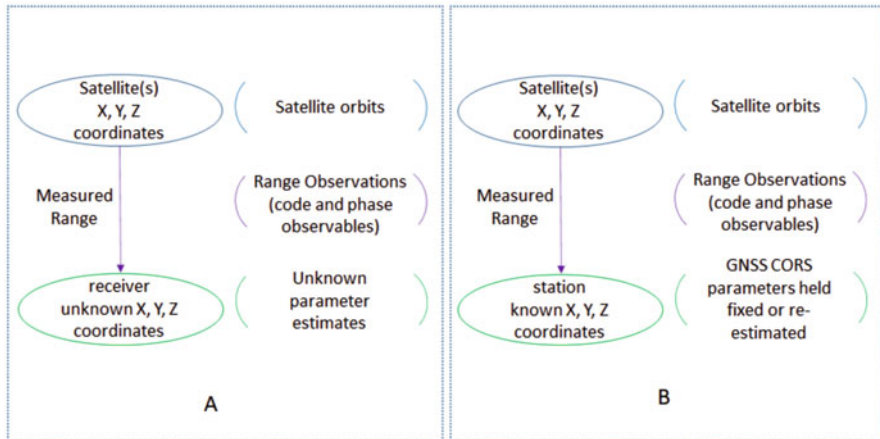 Satellite(s)
X, Y, Z
coordinates
Satellite orbits
Measured
Range
Range Observations
(code and phase
observables)
receiver
unknown X, Y, Z
coordinates
Unknown
parameter
estimates
A
Satellite(s)
X, Y, Z
coordinates
Satellite orbits
Measured
Range
Range Observations
(code and phase
observables)
station
known X, Y, Z
coordinates
GNSS CORS
parameters held
fixed or re-
estimated
B